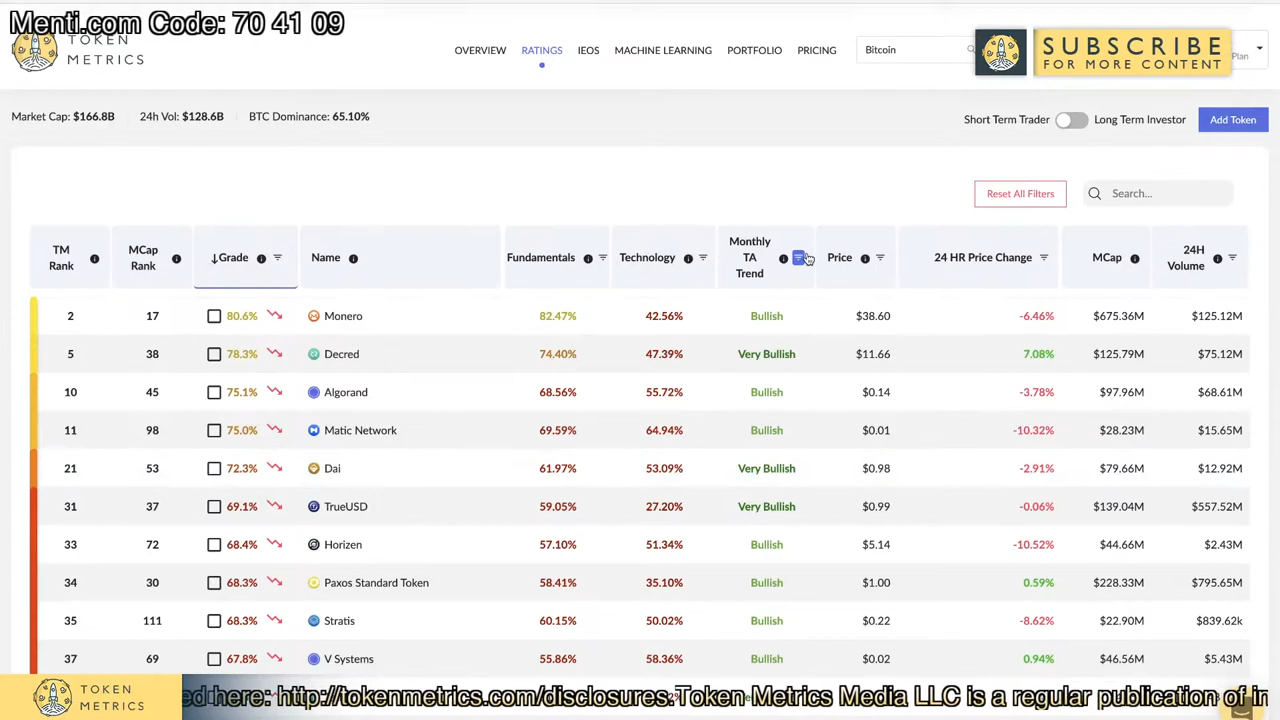 Menti.com Code: 70 41 09
TOKEN
METRICS
OVERVIEW RATINGS IEOS MACHINE LEARNING PORTFOLIO PRICING
Bitcoin
SUBSCRIBE
FOR MORE CONTENT
Plan
Market Cap: $166.8B 24h Vol: $128.6B BTC Dominance: 65.10%
Short Term Trader Long Term Investor Add Token
Reset All Filters Search...
TM Rank MCap Rank ↓Grade Name Fundamentals Technology Monthly TA Trend Price 24 HR Price Change MCap 24H Volume
2 17 80.6% Monero 82.47% 42.56% Bullish $38.60 -6.46% $675.36M $125.12M
5 38 78.3% Decred 74.40% 47.39% Very Bullish $11.66 7.08% $125.79M $75.12M
10 45 75.1% Algorand 68.56% 55.72% Bullish $0.14 -3.78% $97.96M $68.61M
11 98 75.0% Matic Network 69.59% 64.94% Bullish $0.01 -10.32% $28.23M $15.65M
21 53 72.3% Dai 61.97% 53.09% Very Bullish $0.98 -2.91% $79.66M $12.92M
31 37 69.1% TrueUSD 59.05% 27.20% Very Bullish $0.99 -0.06% $139.04M $557.52M
33 72 68.4% Horizen 57.10% 51.34% Bullish $5.14 -10.52% $44.66M $2.43M
34 30 68.3% Paxos Standard Token 58.41% 35.10% Bullish $1.00 0.59% $228.33M $795.65M
35 111 68.3% Stratis 60.15% 50.02% Bullish $0.22 -8.62% $22.90M $839.62k
37 69 67.8% V Systems 55.86% 58.36% Bullish $0.02 0.94% $46.56M $5.43M
TOKEN
METRICS
ed here: http://tokenmetrics.com/disclosures.Token Metrics Media LLC is a regular publication of in